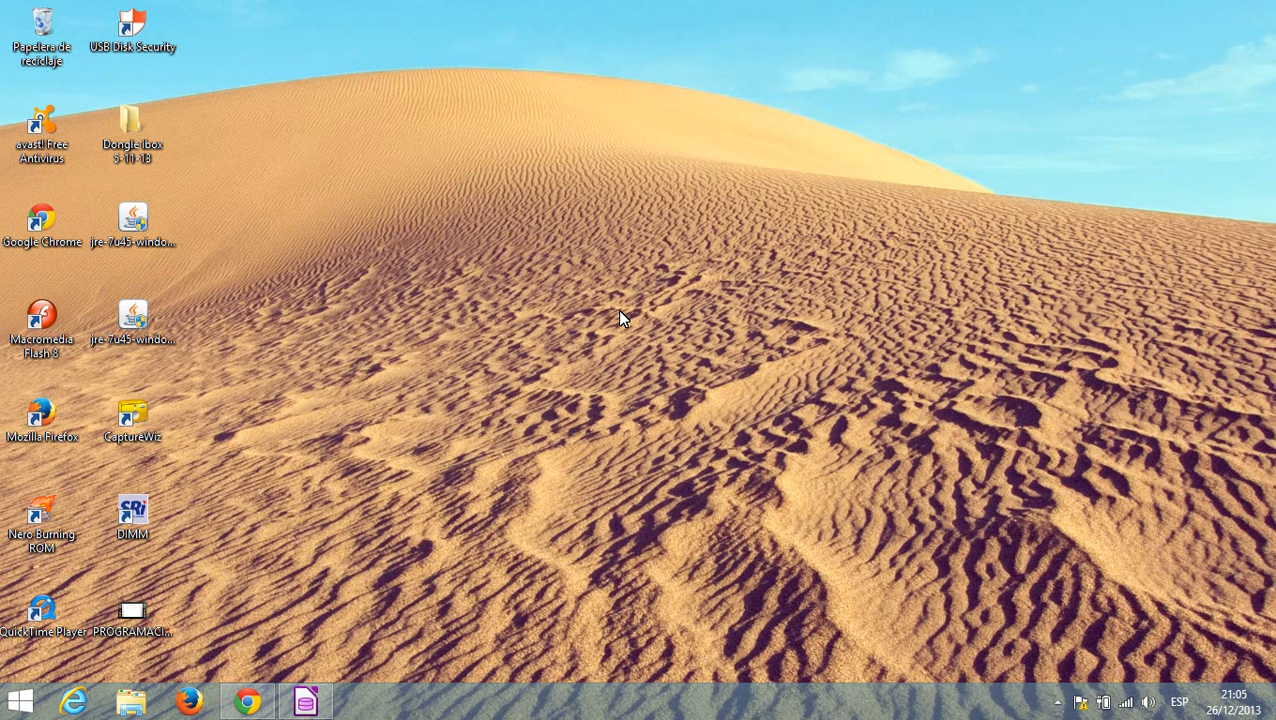 Papelera de
reciclaje
USB Disk Security
avast! Free
Antivirus
Dongle ibox
5-11-13
Google Chrome
jre-7u45-windo...
Macromedia
Flash 8
jre-7u45-windo...
Mozilla Firefox
CaptureWiz
Nero Burning
ROM
SRi
DIMM
QuickTime Player
PROGRAMACI...
ESP
21:05
26/12/2013